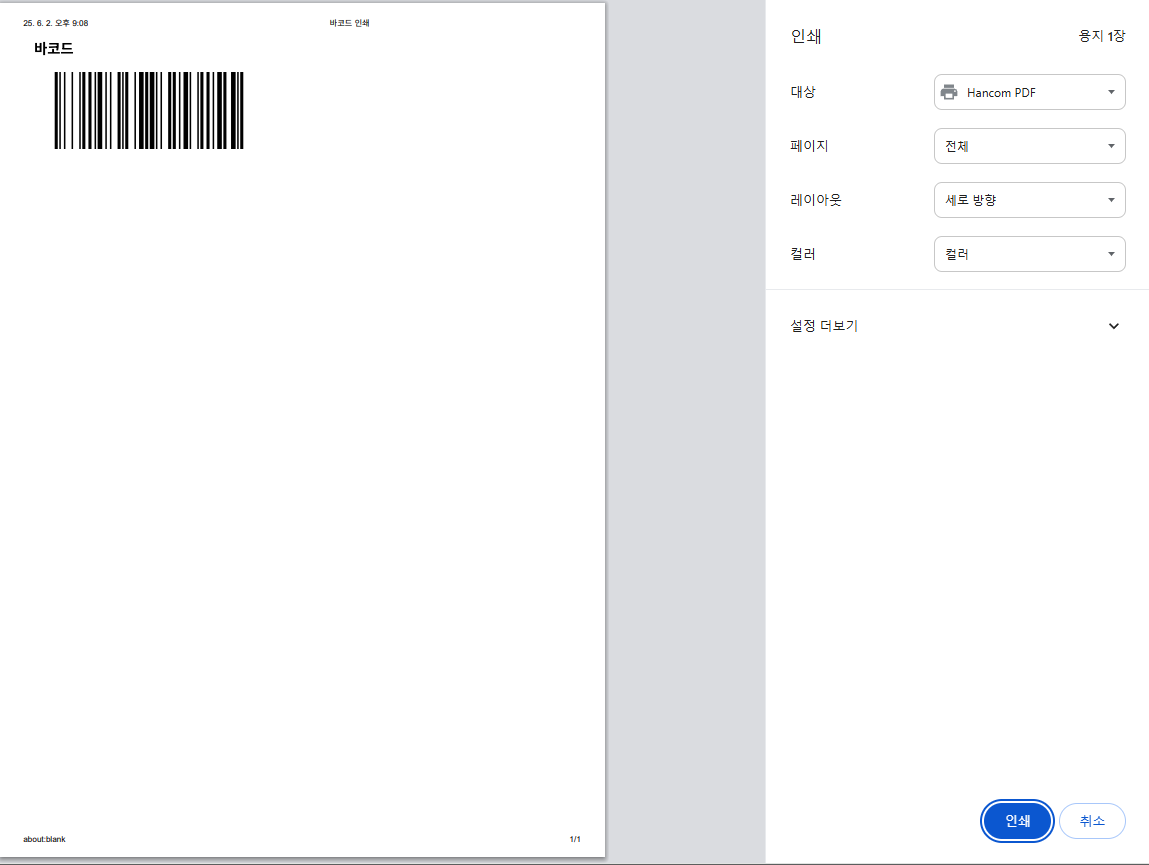 25. 6. 2. 오후 9:08
바코드 인쇄
바코드
about:blank
1/1
인쇄
용지 1장
대상
Hancom PDF
페이지
전체
레이아웃
세로 방향
컬러
컬러
설정 더보기
인쇄
취소